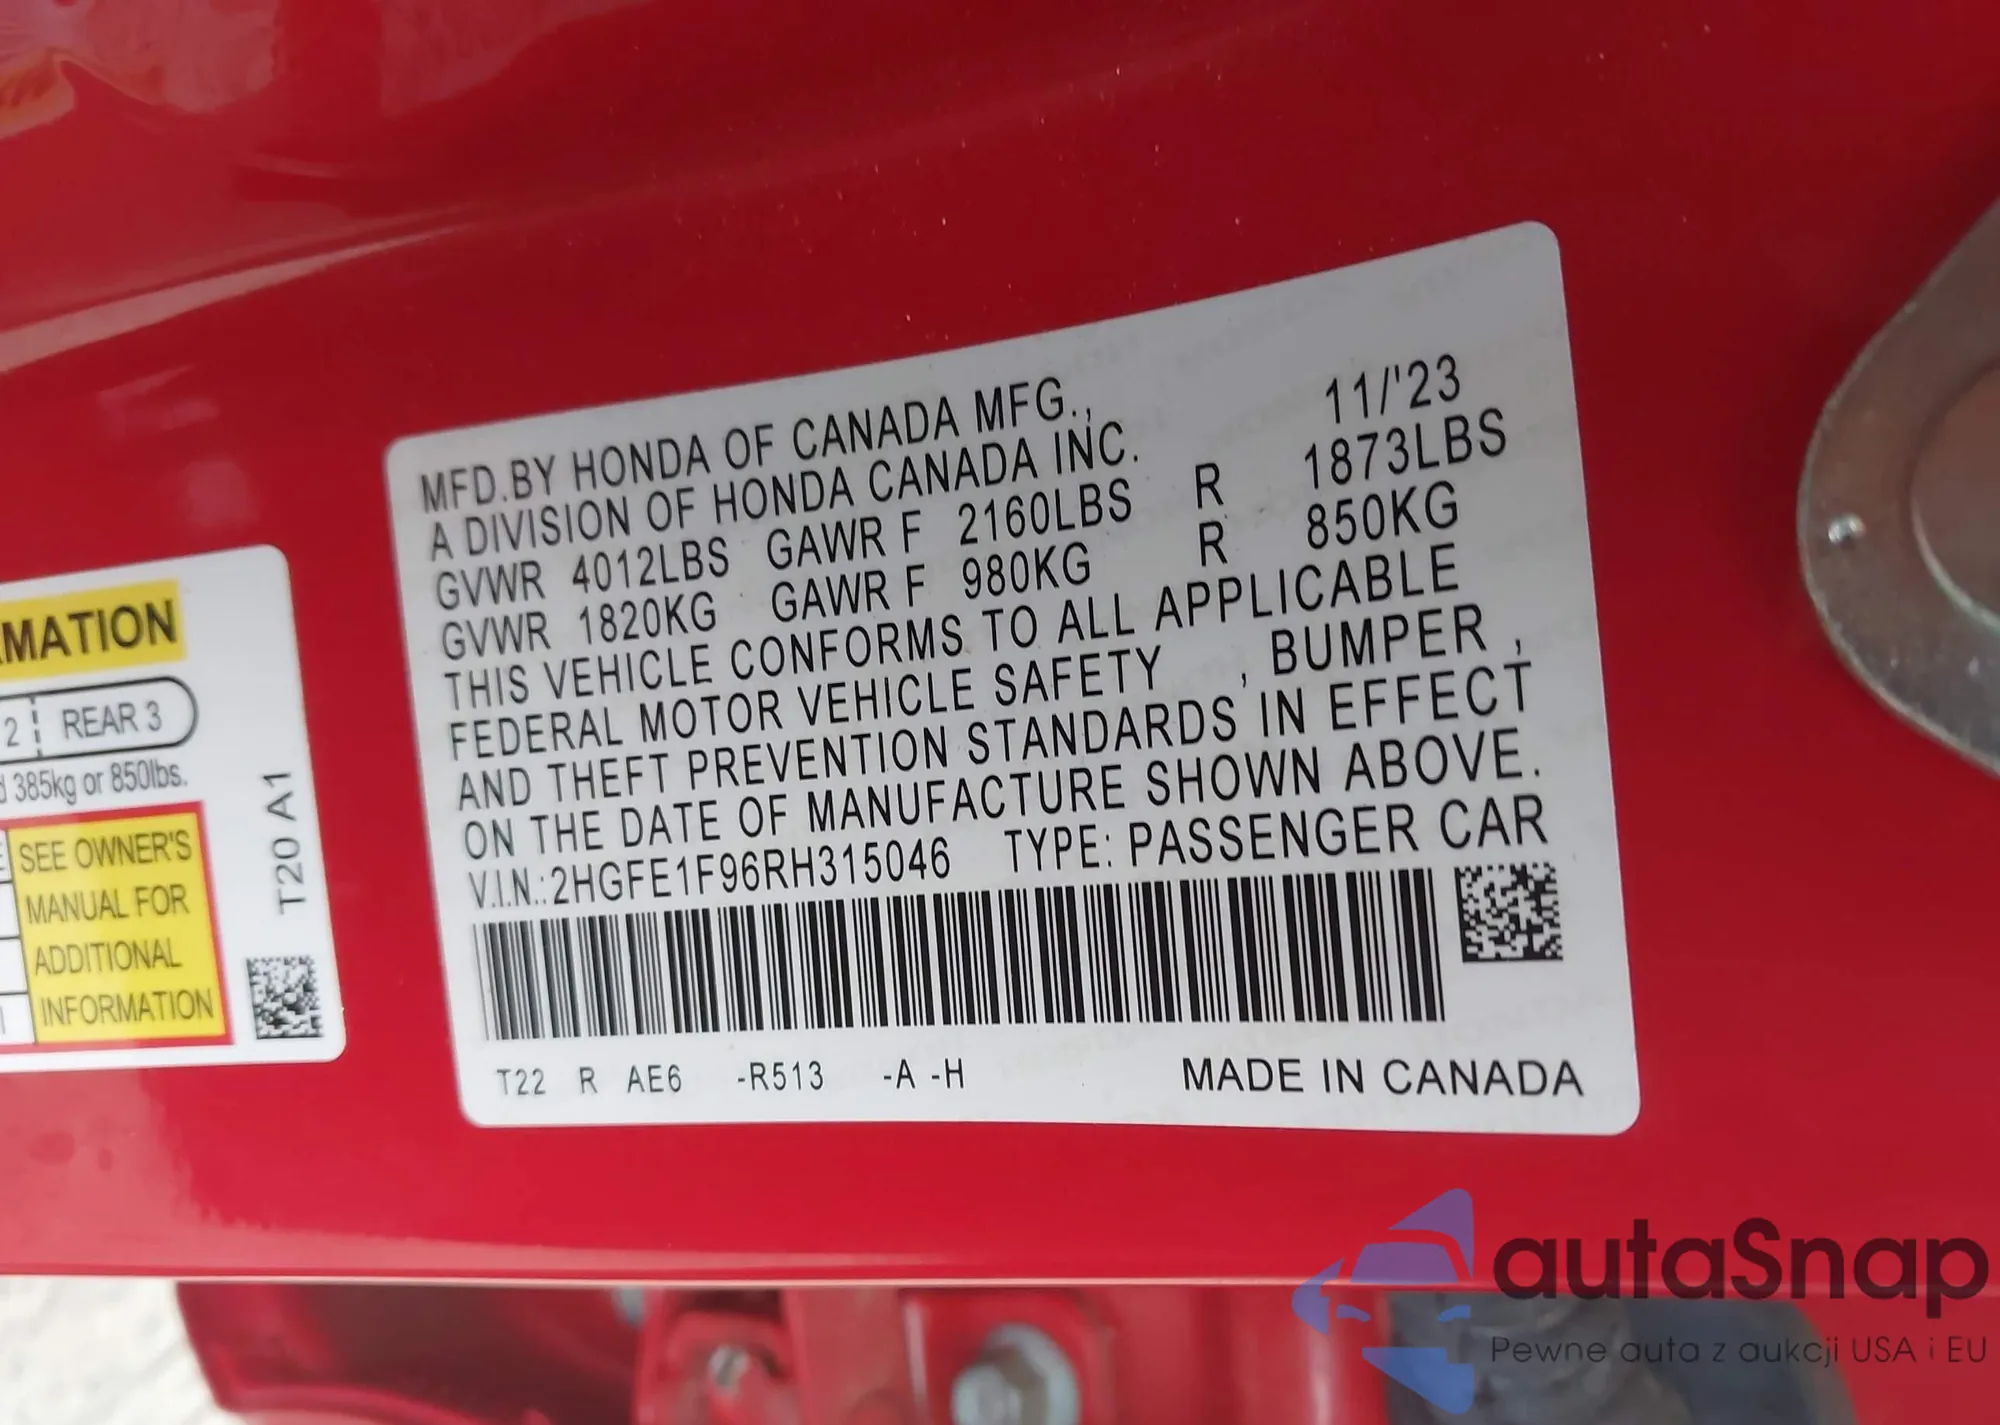 MFD.BY HONDA OF CANADA MFG., 11/'23
A DIVISION OF HONDA CANADA INC.
GVWR 4012LBS GAWR F 2160LBS R 1873LBS
GVWR 1820KG GAWR F 980KG R 850KG
THIS VEHICLE CONFORMS TO ALL APPLICABLE
FEDERAL MOTOR VEHICLE SAFETY , BUMPER ,
AND THEFT PREVENTION STANDARDS IN EFFECT
ON THE DATE OF MANUFACTURE SHOWN ABOVE.
V.I.N.:2HGFE1F96RH315046 TYPE: PASSENGER CAR
T22 R AE6 -R513 -A -H MADE IN CANADA
MATION
2 REAR 3
385kg or 850lbs.
SEE OWNER'S
MANUAL FOR
ADDITIONAL
INFORMATION
T20 A1
autaSnap
Pewne auta z aukcji USA i EU